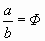 a/b = Φ